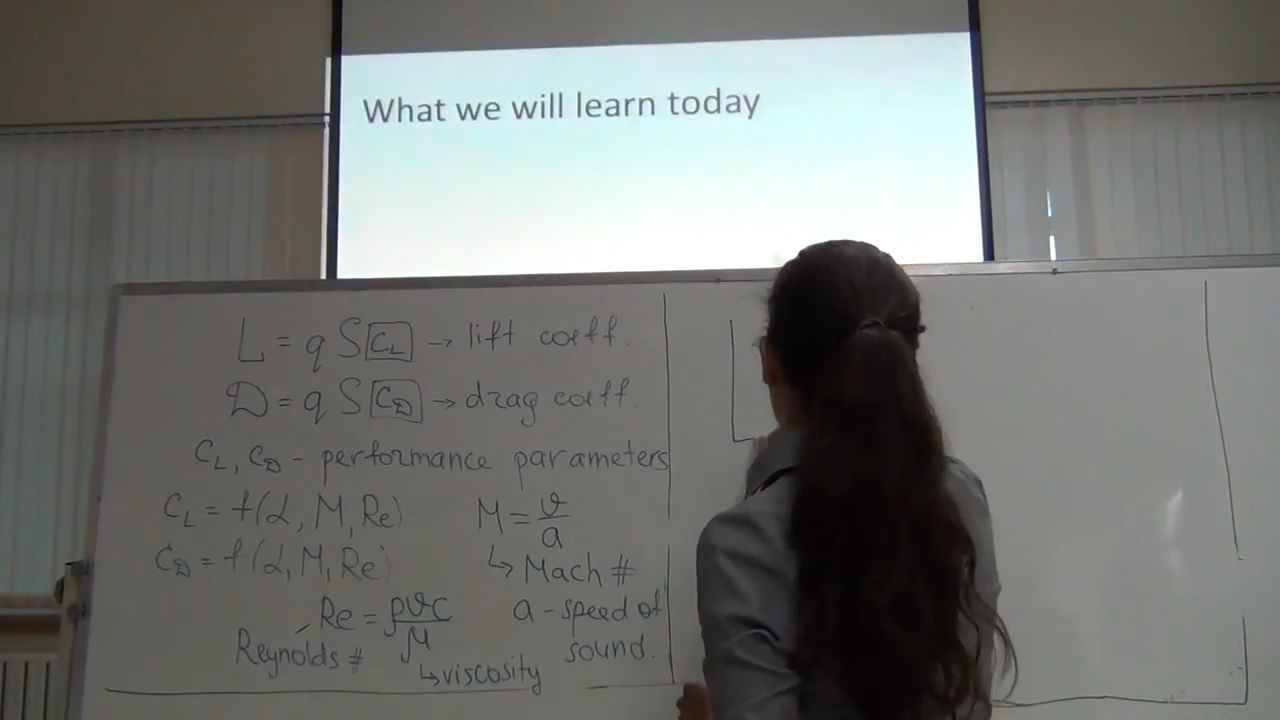 What we will learn today
L = q S C_L → lift coeff.
D = q S C_D → drag coeff.
C_L, C_D - performance parameters
C_L = f(α, M, Re)
M = v/a
C_D = f(α, M, Re)
↳ Mach #
Re = ρvc/μ
a - speed of
sound.
Reynolds #
↳ viscosity